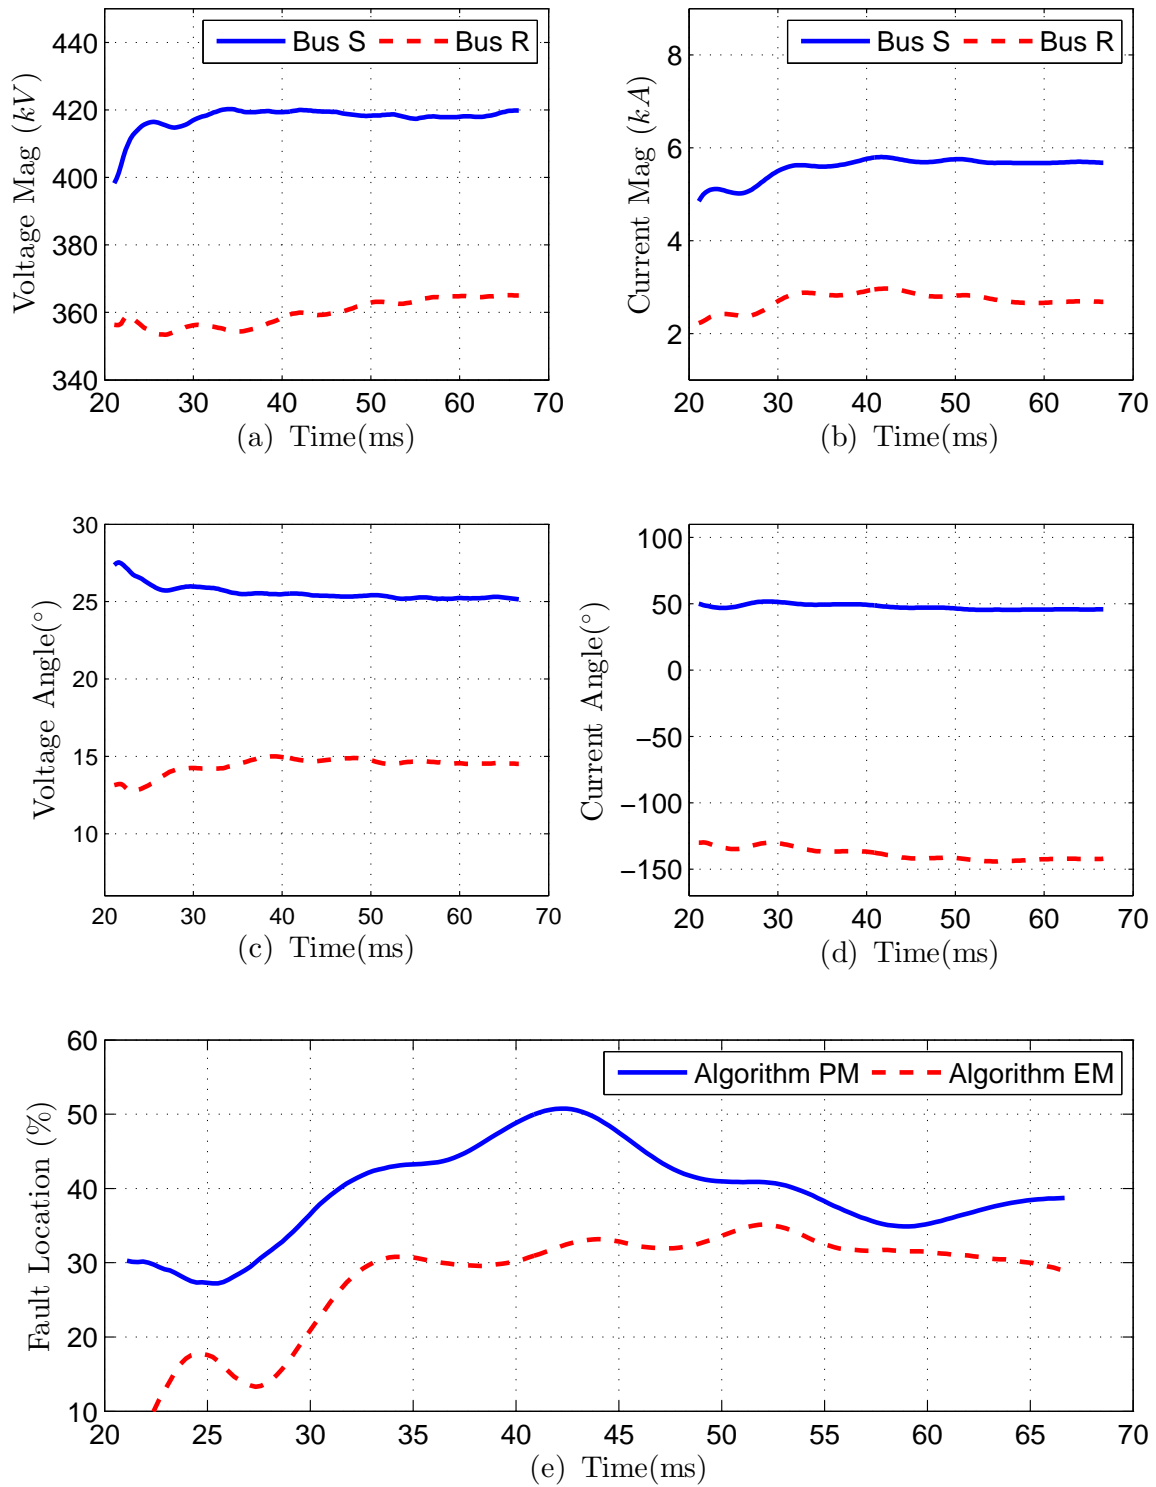 Bus S Bus R
Voltage Mag (kV)
440
420
400
380
360
340
20 30 40 50 60 70
(a) Time(ms)
Bus S Bus R
Current Mag (kA)
8
6
4
2
20 30 40 50 60 70
(b) Time(ms)
Voltage Angle(°)
30
25
20
15
10
20 30 40 50 60 70
(c) Time(ms)
Current Angle(°)
100
50
0
−50
−100
−150
20 30 40 50 60 70
(d) Time(ms)
Algorithm PM Algorithm EM
Fault Location (%)
60
50
40
30
20
10
20 25 30 35 40 45 50 55 60 65 70
(e) Time(ms)